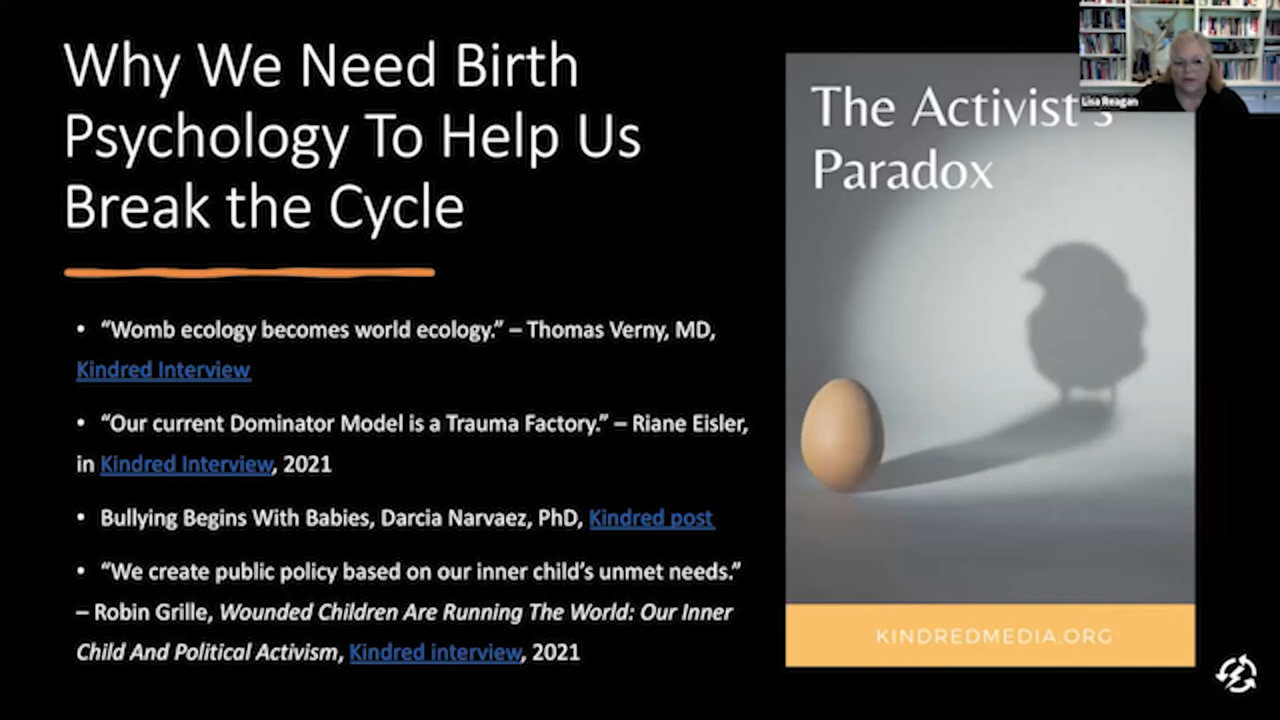 Why We Need Birth
Psychology To Help Us
Break the Cycle
• “Womb ecology becomes world ecology.” – Thomas Verny, MD,
Kindred Interview
• “Our current Dominator Model is a Trauma Factory.” – Riane Eisler,
in Kindred Interview, 2021
• Bullying Begins With Babies, Darcia Narvaez, PhD, Kindred post
• “We create public policy based on our inner child’s unmet needs.”
– Robin Grille, Wounded Children Are Running The World: Our Inner
Child And Political Activism, Kindred interview, 2021
The Activist's
Paradox
KINDREDMEDIA.ORG
Lisa Reagan